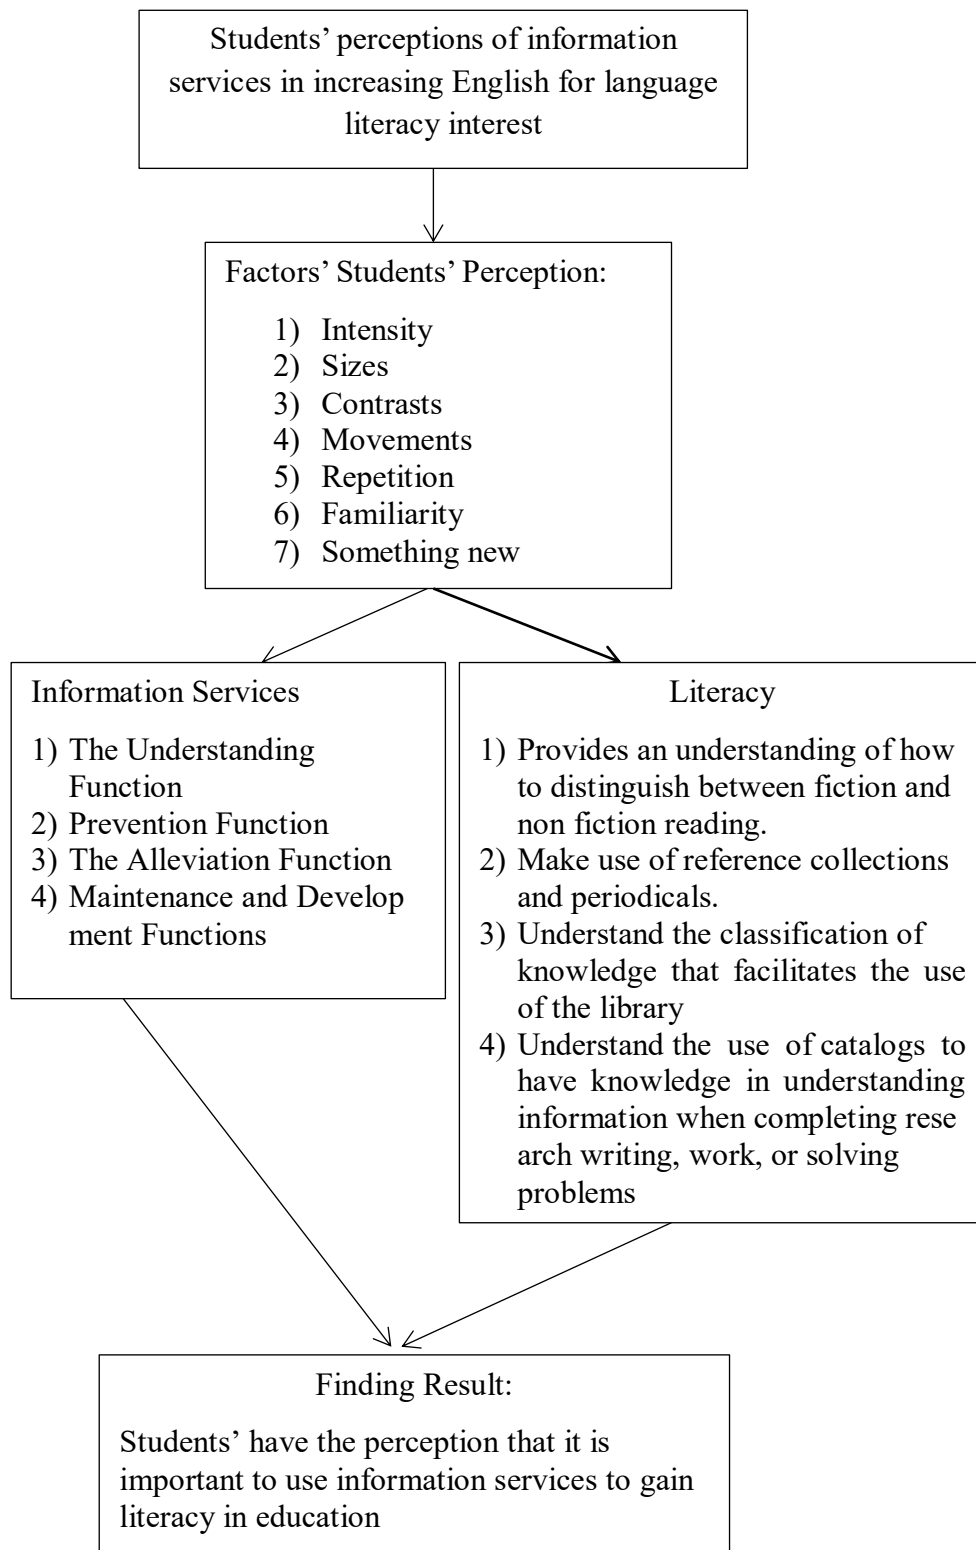 Students’ perceptions of information
services in increasing English for language
literacy interest
Factors’ Students’ Perception:
1) Intensity
2) Sizes
3) Contrasts
4) Movements
5) Repetition
6) Familiarity
7) Something new
Information Services
1) The Understanding
Function
2) Prevention Function
3) The Alleviation Function
4) Maintenance and Develop
ment Functions
Literacy
1) Provides an understanding of how
to distinguish between fiction and
non fiction reading.
2) Make use of reference collections
and periodicals.
3) Understand the classification of
knowledge that facilitates the use
of the library
4) Understand the use of catalogs to
have knowledge in understanding
information when completing rese
arch writing, work, or solving
problems
Finding Result:
Students’ have the perception that it is
important to use information services to gain
literacy in education